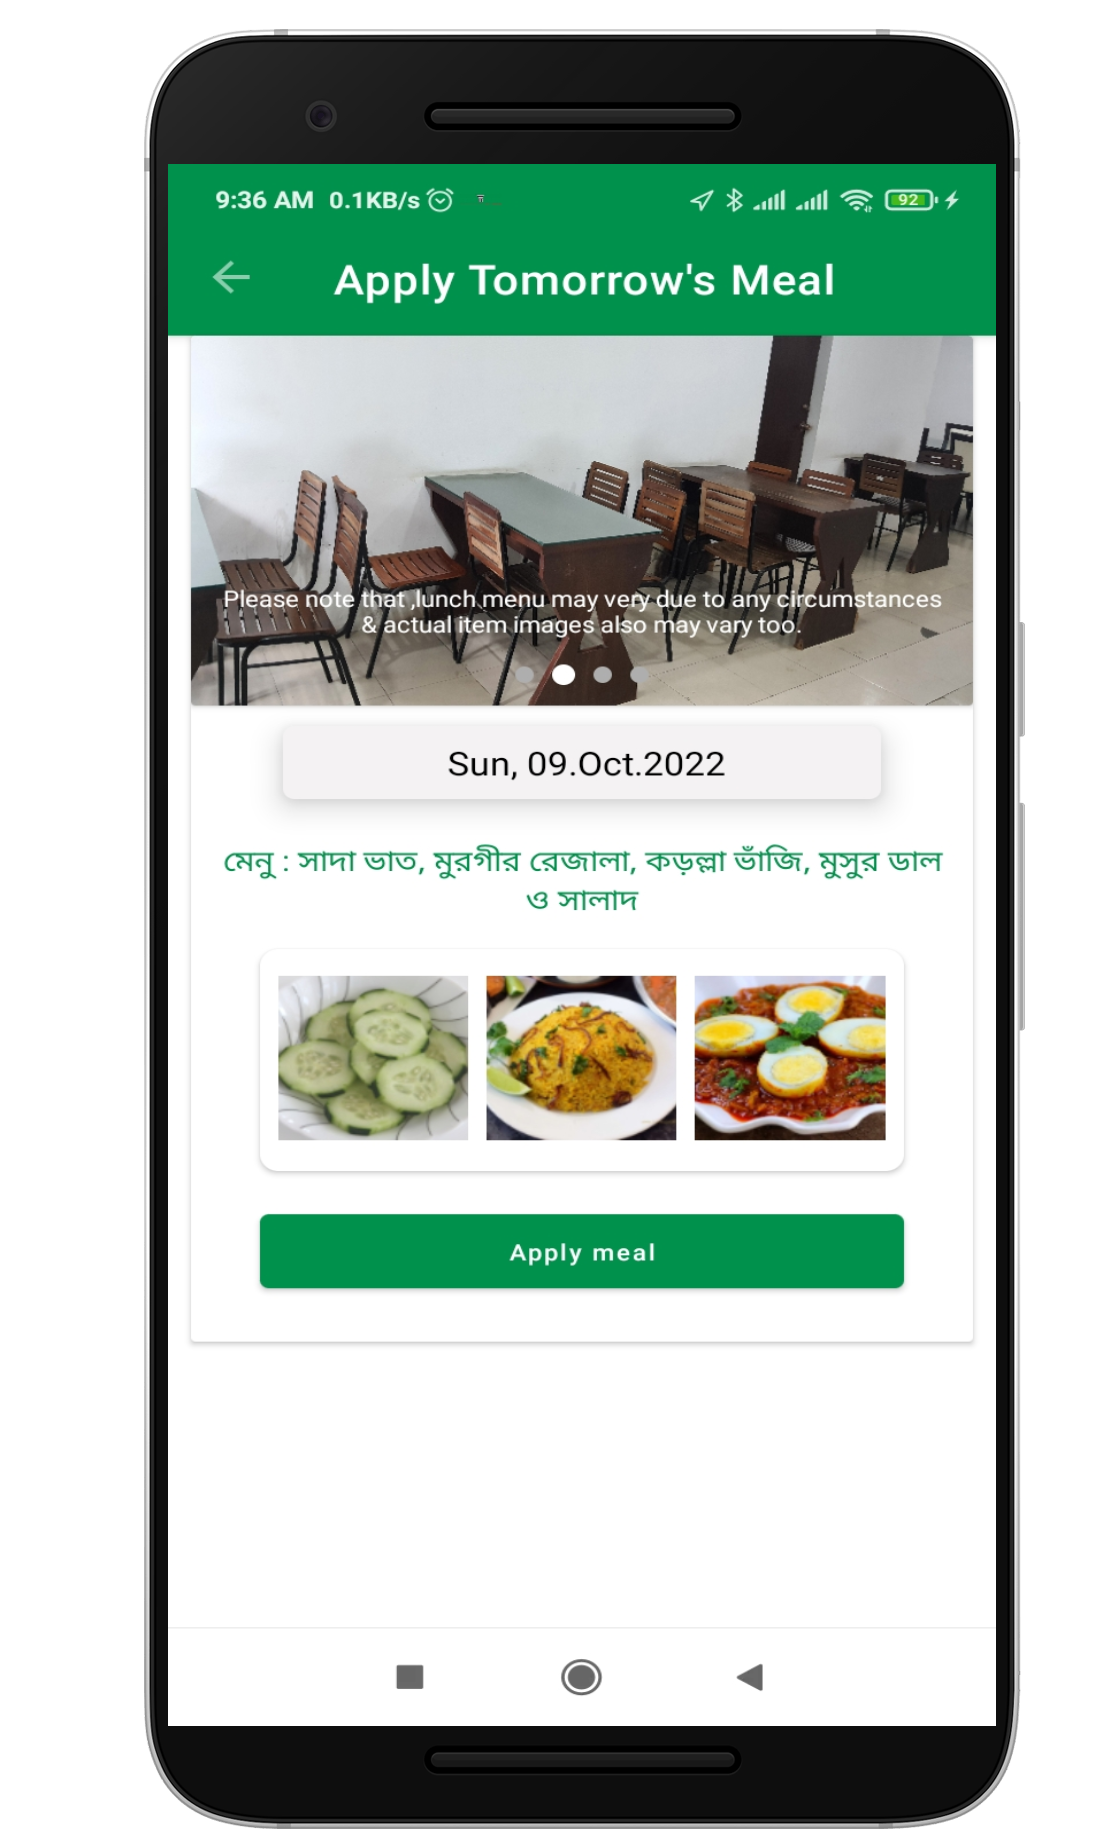 9:36 AM 0.1KB/s 92
Apply Tomorrow's Meal
Please note that ,lunch menu may very due to any circumstances
& actual item images also may vary too.
Sun, 09.Oct.2022
মেনু : সাদা ভাত, মুরগীর রেজালা, কড়ল্লা ভাঁজি, মুসুর ডাল
ও সালাদ
Apply meal